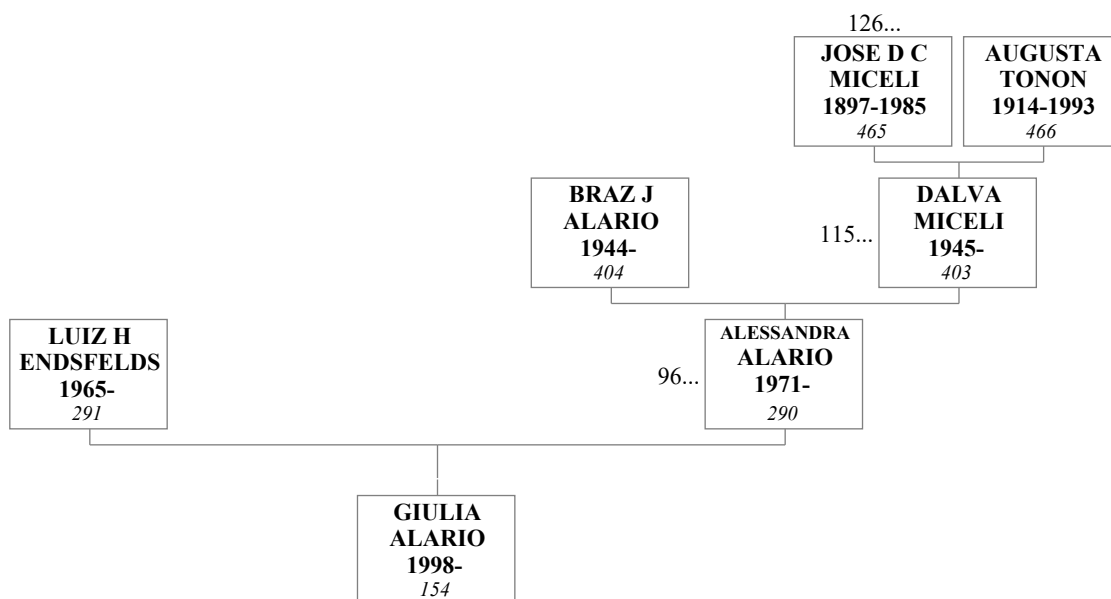 126...
JOSE D C
MICELI
1897-1985
465
AUGUSTA
TONON
1914-1993
466
BRAZ J
ALARIO
1944-
404
115...
DALVA
MICELI
1945-
403
LUIZ H
ENDSFELDS
1965-
291
96...
ALESSANDRA
ALARIO
1971-
290
GIULIA
ALARIO
1998-
154